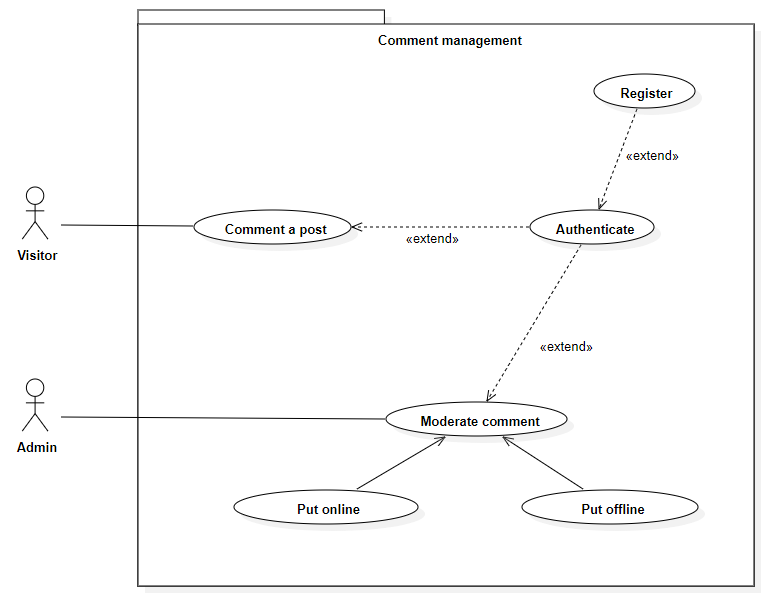 Comment management
Register
«extend»
Visitor
Comment a post
«extend»
Authenticate
«extend»
Admin
Moderate comment
Put online
Put offline